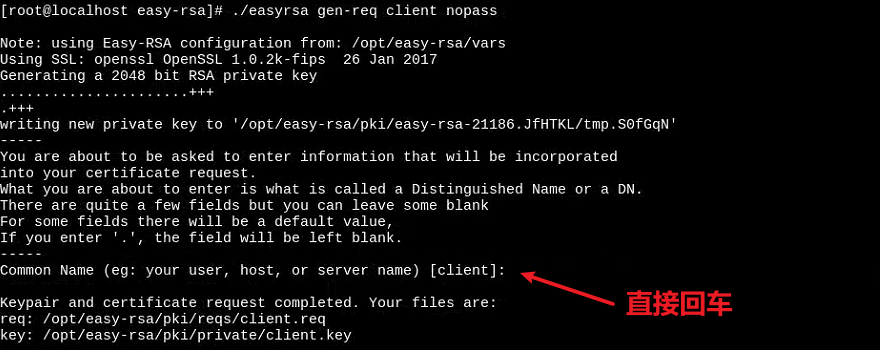 [root@localhost easy-rsa]# ./easyrsa gen-req client nopass
Note: using Easy-RSA configuration from: /opt/easy-rsa/vars
Using SSL: openssl OpenSSL 1.0.2k-fips  26 Jan 2017
Generating a 2048 bit RSA private key
......................+++
.+++
writing new private key to '/opt/easy-rsa/pki/easy-rsa-21186.JfHTKL/tmp.S0fGqN'
-----
You are about to be asked to enter information that will be incorporated
into your certificate request.
What you are about to enter is what is called a Distinguished Name or a DN.
There are quite a few fields but you can leave some blank
For some fields there will be a default value,
If you enter '.', the field will be left blank.
-----
Common Name (eg: your user, host, or server name) [client]:
直接回车
Keypair and certificate request completed. Your files are:
req: /opt/easy-rsa/pki/reqs/client.req
key: /opt/easy-rsa/pki/private/client.key